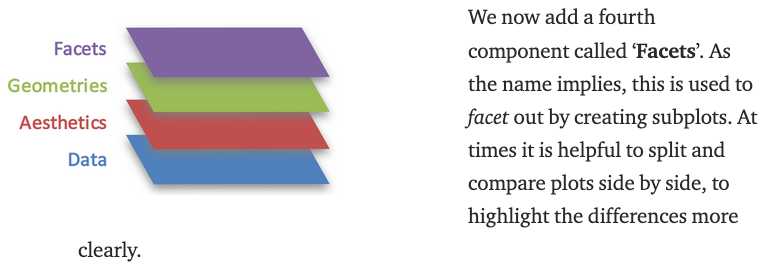 Facets
Geometries
Aesthetics
Data
We now add a fourth
component called ‘Facets’. As
the name implies, this is used to
facet out by creating subplots. At
times it is helpful to split and
compare plots side by side, to
highlight the differences more
clearly.